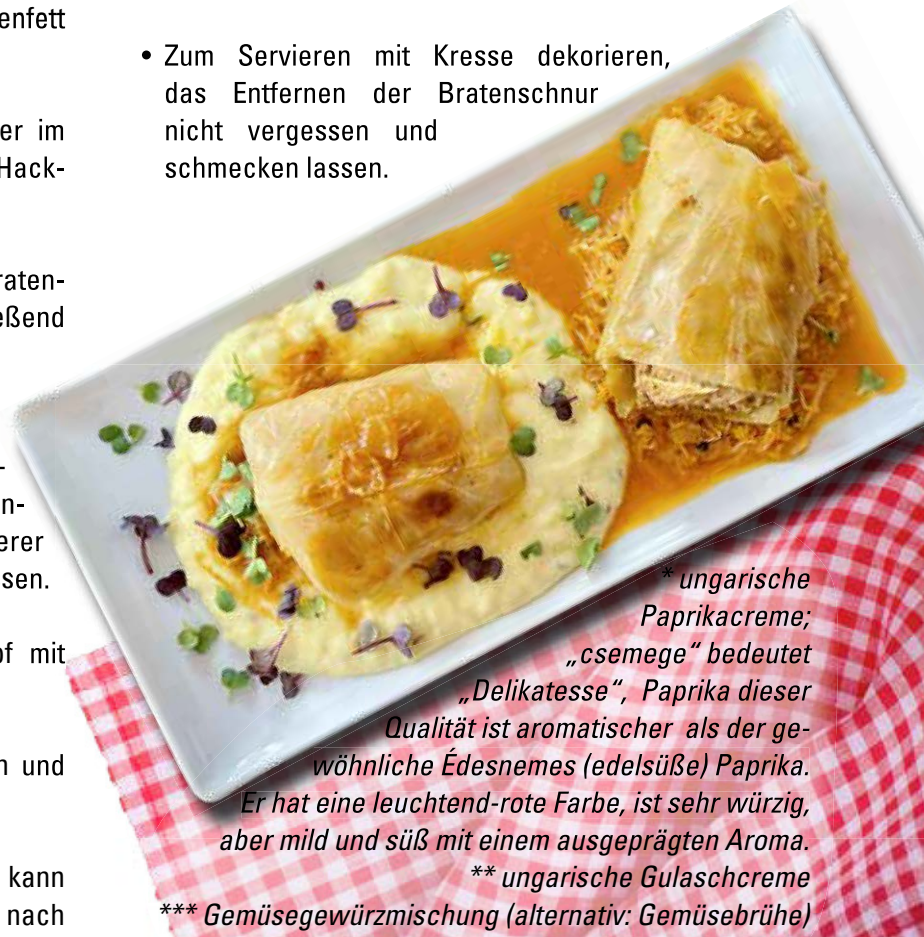 enfett
er im
Hack-
raten-
eßend
-
n-
erer
sen.
of mit
n und
kann
nach
• Zum Servieren mit Kresse dekorieren,
das Entfernen der Bratenschnur
nicht vergessen und
schmecken lassen.
* ungarische
Paprikacreme;
„csemege“ bedeutet
„Delikatesse“, Paprika dieser
Qualität ist aromatischer als der ge-
wöhnliche Édesnemes (edelsüße) Paprika.
Er hat eine leuchtend-rote Farbe, ist sehr würzig,
aber mild und süß mit einem ausgeprägten Aroma.
** ungarische Gulaschcreme
*** Gemüsegewürzmischung (alternativ: Gemüsebrühe)